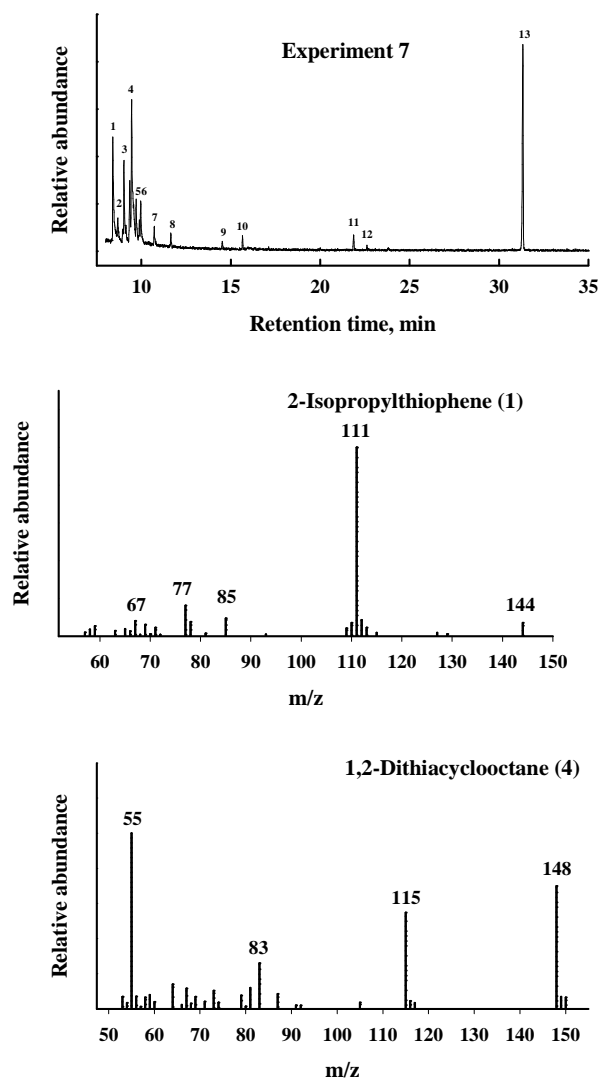 Experiment 7
13
4
1
3
2
56
7
8
9
10
11
12
Relative abundance
10 15 20 25 30 35
Retention time, min
2-Isopropylthiophene (1)
111
77
67
85
144
Relative abundance
60 70 80 90 100 110 120 130 140 150
m/z
1,2-Dithiacyclooctane (4)
55
148
115
83
Relative abundance
50 60 70 80 90 100 110 120 130 140 150
m/z